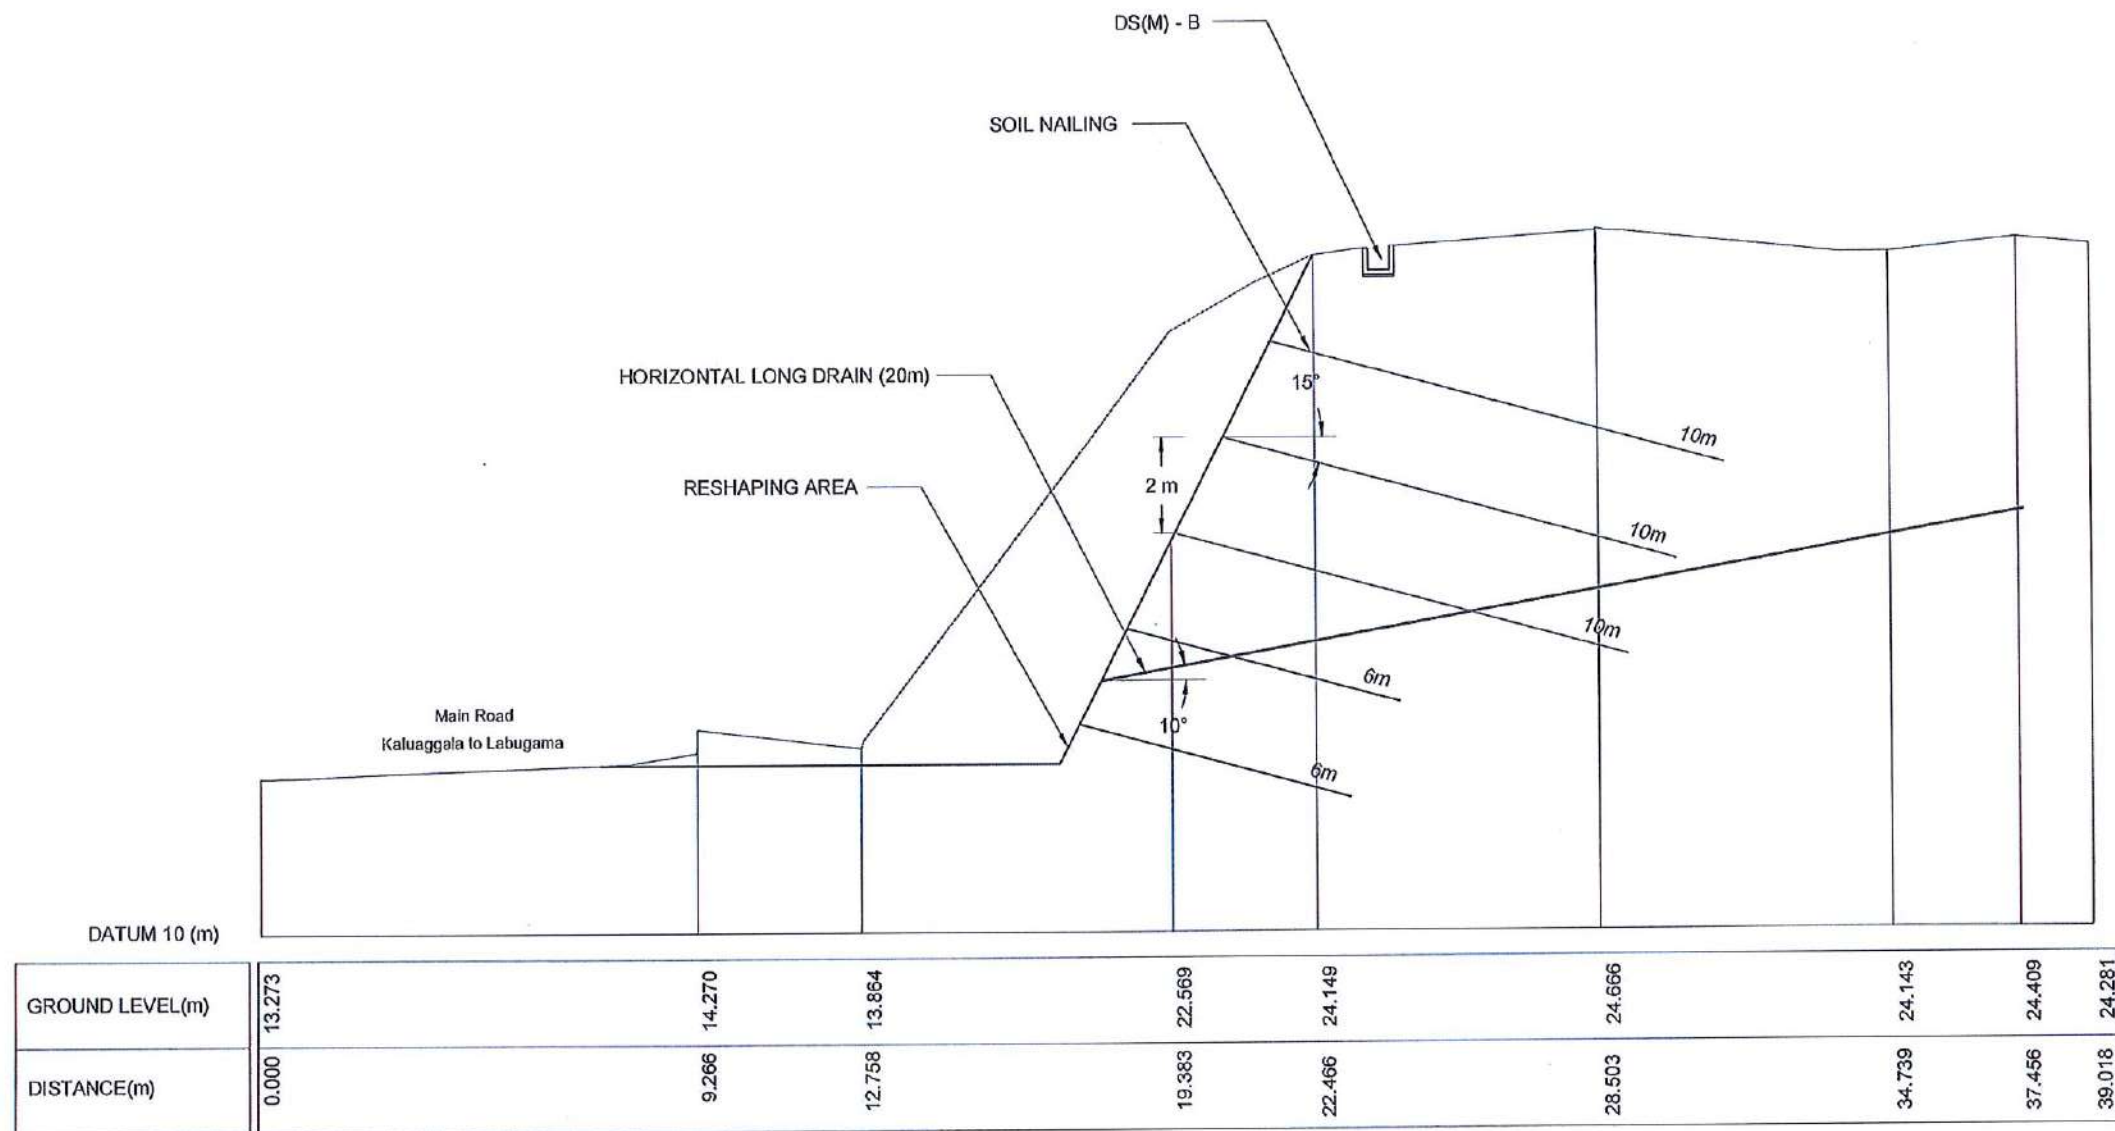 DS(M) - B
SOIL NAILING
HORIZONTAL LONG DRAIN (20m)
15°
10m
RESHAPING AREA
2 m
10m
10m
6m
Main Road
10°
Kaluaggala to Labugama
6m
DATUM 10 (m)
GROUND LEVEL(m) 13.273 14.270 13.864 22.569 24.149 24.666 24.143 24.409 24.281
DISTANCE(m) 0.000 9.266 12.758 19.383 22.466 28.503 34.739 37.456 39.018